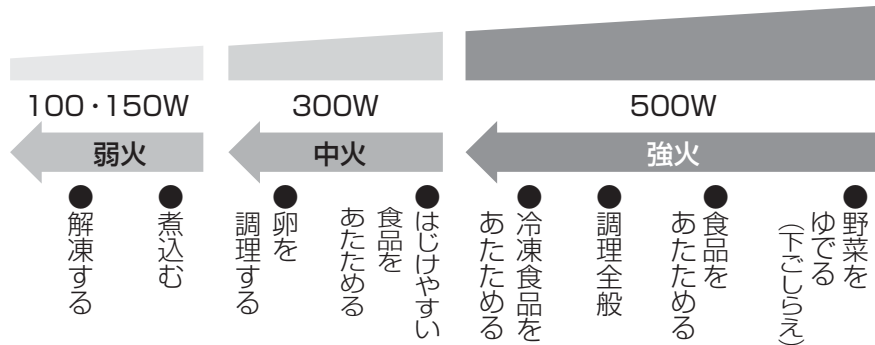 100・150W
300W
500W
弱火
中火
強火
●解凍する
●煮込む
●卵を
調理する
●はじけやすい
食品を
あたためる
●冷凍食品を
あたためる
●調理全般
●食品を
あたためる
●野菜を
ゆでる
（下ごしらえ）